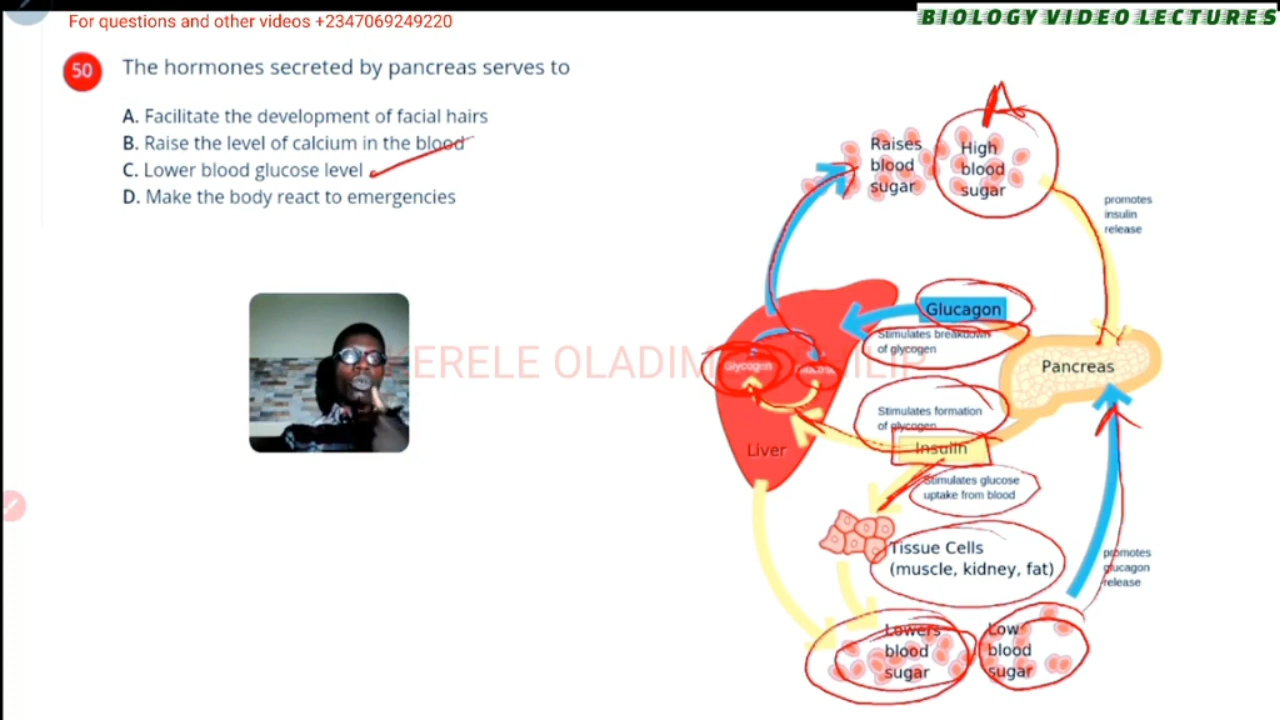 For questions and other videos +2347069249220
BIOLOGY VIDEO LECTURES
50 The hormones secreted by pancreas serves to
A. Facilitate the development of facial hairs
B. Raise the level of calcium in the blood
C. Lower blood glucose level
D. Make the body react to emergencies
Raises
blood
sugar
High
blood
sugar
promotes
insulin
release
Glucagon
Stimulates breakdown
of glycogen
Glycogen
Pancreas
Stimulates formation
of glycogen
Liver
Insulin
Stimulates glucose
uptake from blood
Tissue Cells
(muscle, kidney, fat)
promotes
glucagon
release
Lowers
blood
sugar
Low
blood
sugar